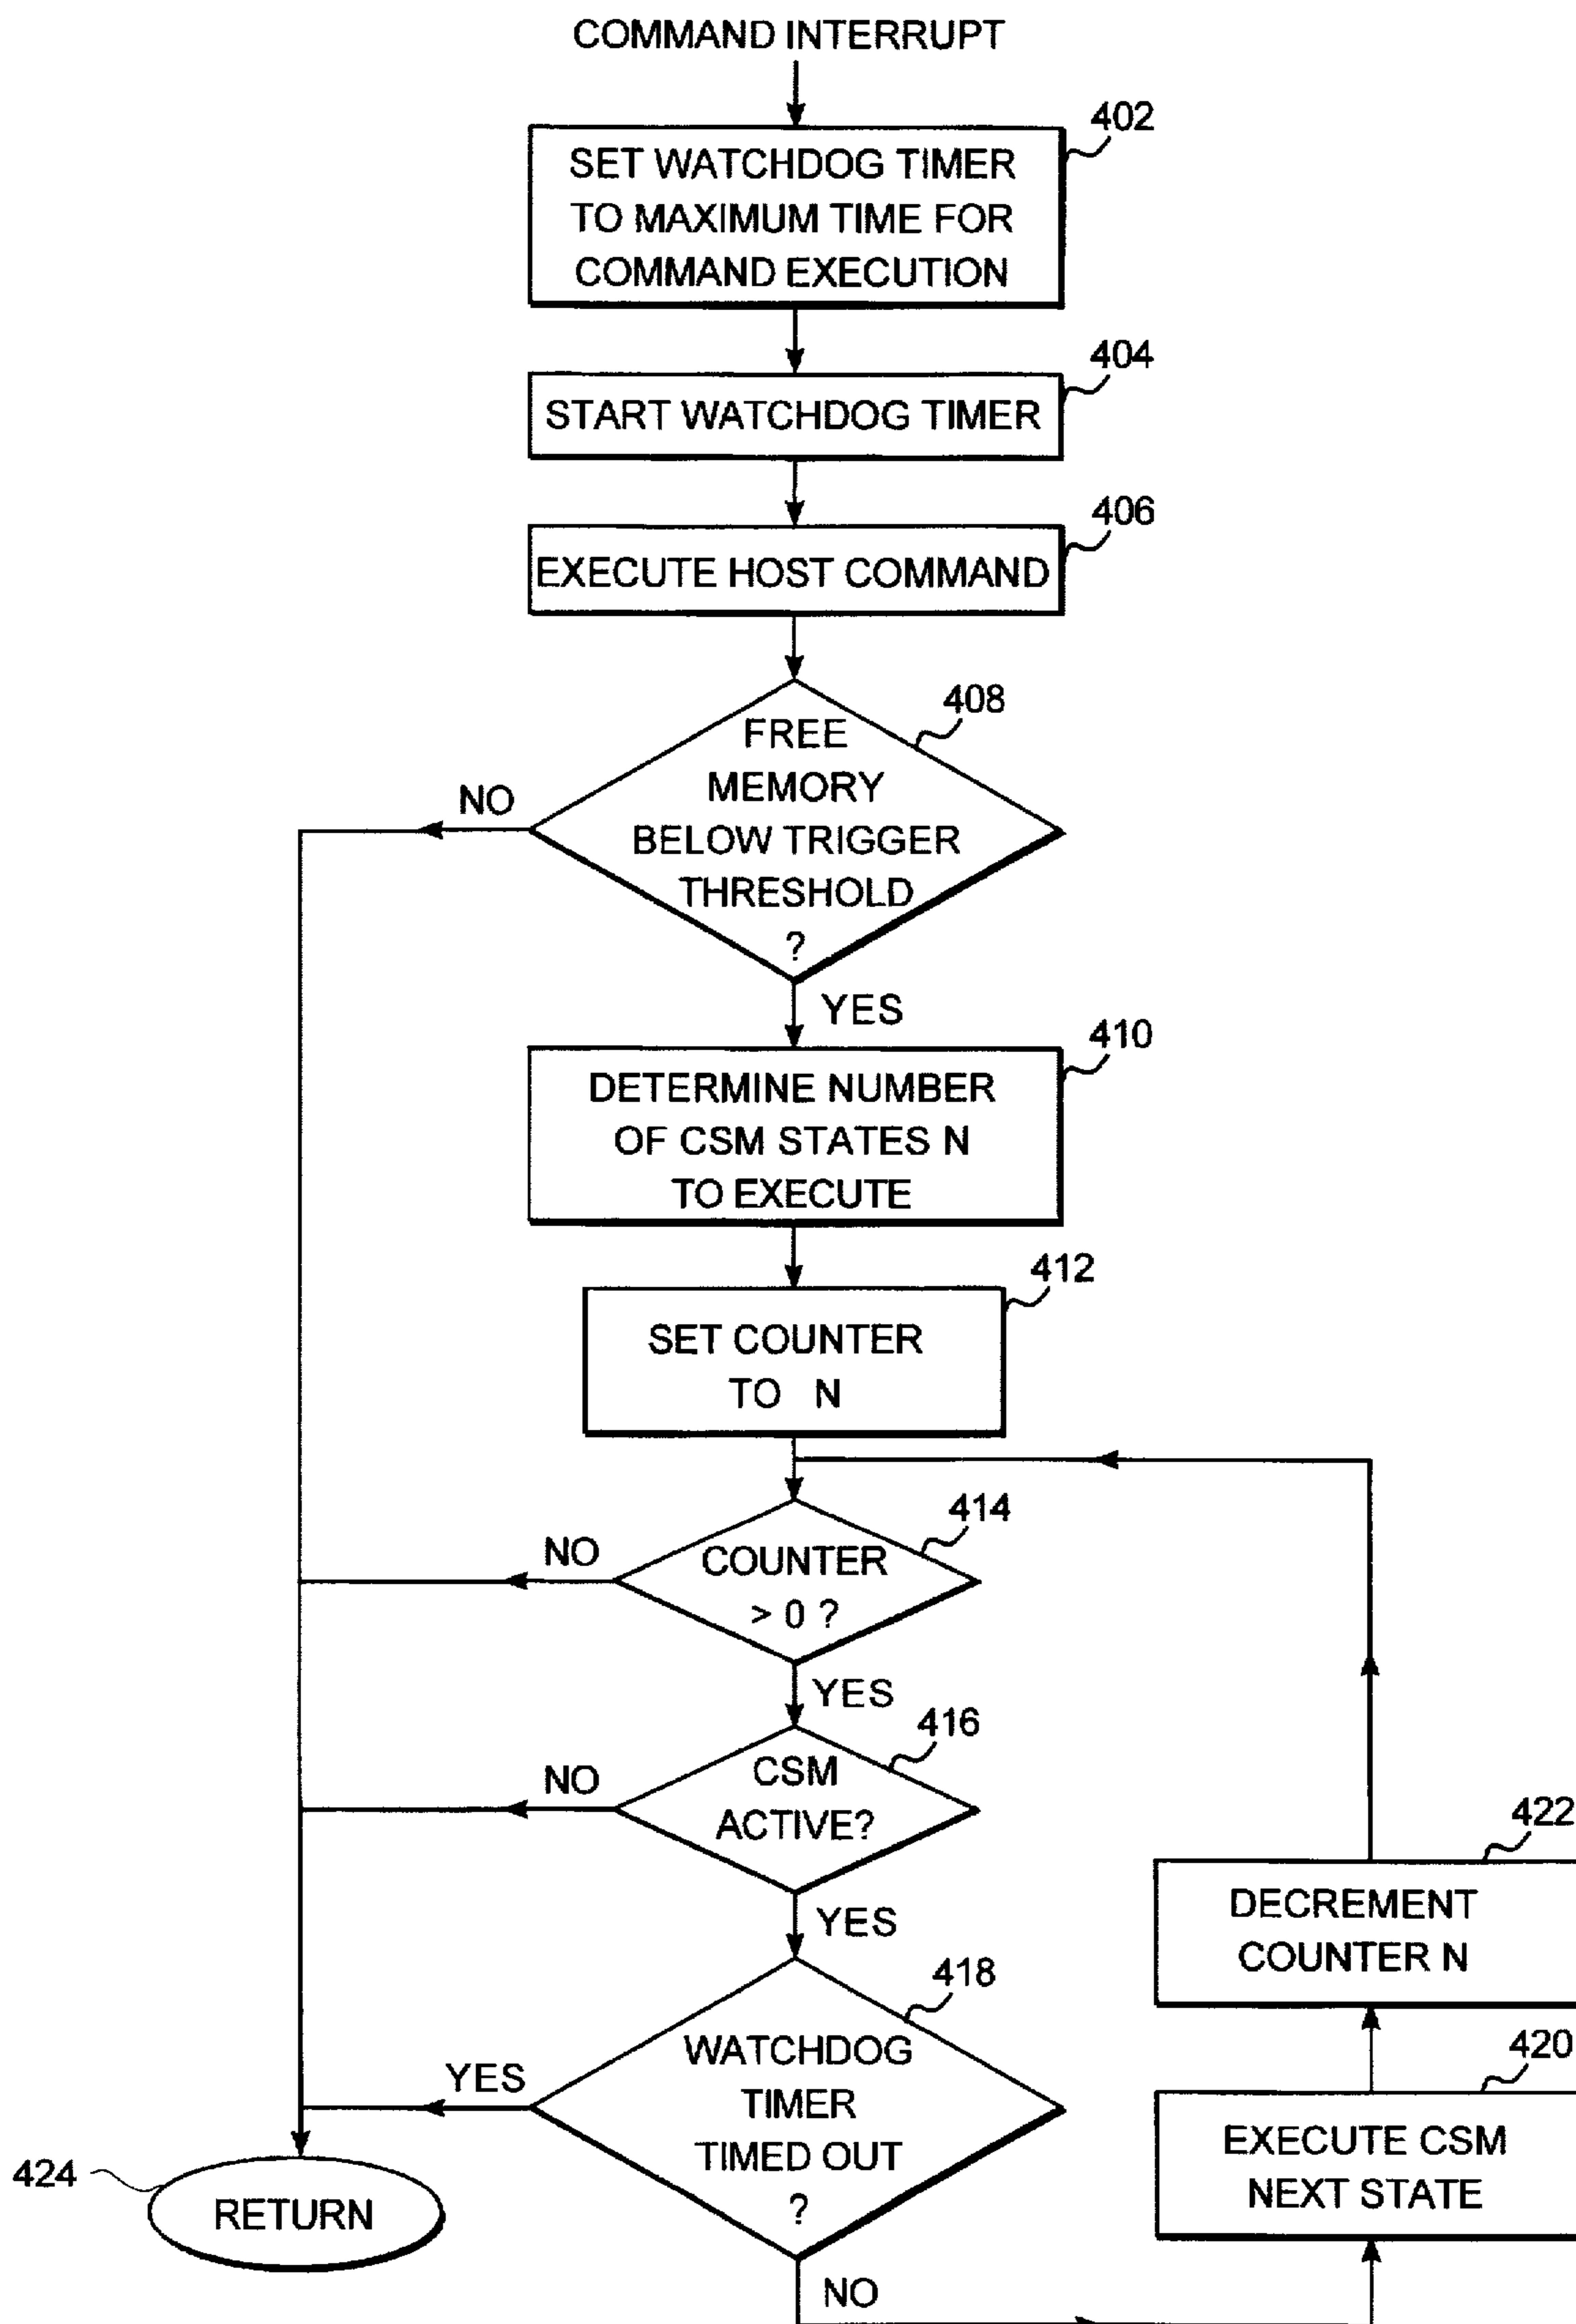 COMMAND INTERRUPT
402
SET WATCHDOG TIMER
TO MAXIMUM TIME FOR
COMMAND EXECUTION
404
START WATCHDOG TIMER
406
EXECUTE HOST COMMAND
408
FREE
MEMORY
BELOW TRIGGER
THRESHOLD
?
NO
YES
410
DETERMINE NUMBER
OF CSM STATES N
TO EXECUTE
412
SET COUNTER
TO N
414
COUNTER
> 0 ?
NO
YES
416
CSM
ACTIVE?
NO
YES
418
WATCHDOG
TIMER
TIMED OUT
?
YES
NO
422
DECREMENT
COUNTER N
420
EXECUTE CSM
NEXT STATE
424
RETURN